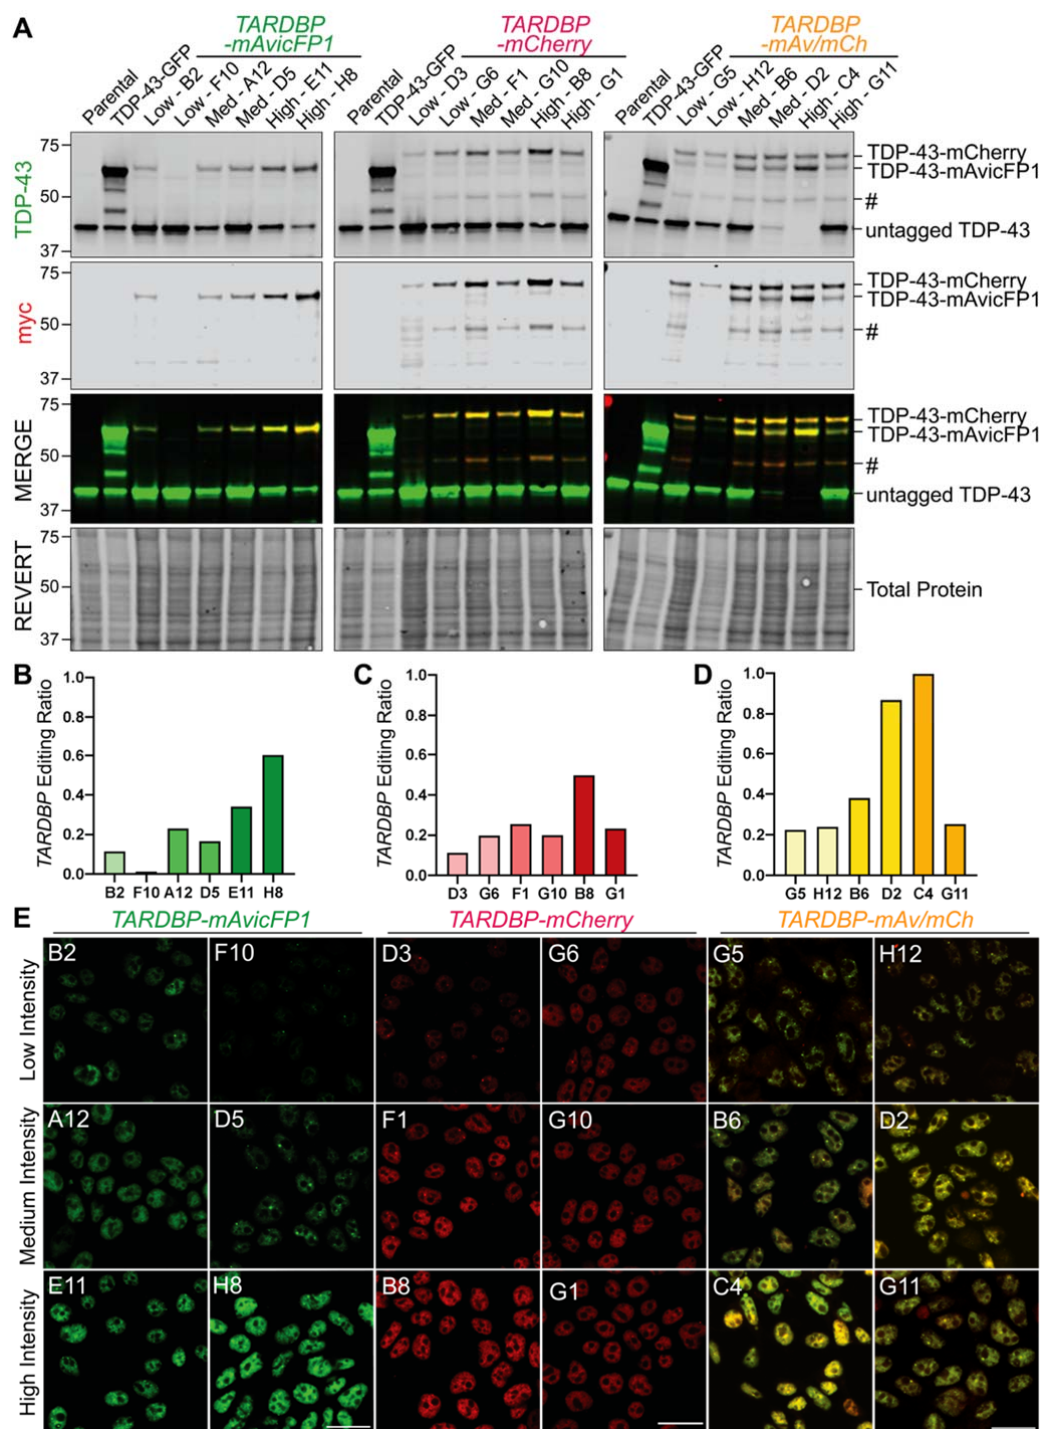 A
TARDBP
-mAvicFP1
TARDBP
-mCherry
TARDBP
-mAv/mCh
Parental
TDP-43-GFP
Low - B2
Low - F10
Med - A12
Med - D5
High - E11
High - H8
Parental
TDP-43-GFP
Low - D3
Low - G6
Med - F1
Med - G10
High - B8
High - G1
Parental
TDP-43-GFP
Low - G5
Low - H12
Med - B6
Med - D2
High - C4
High - G11
TDP-43
75
50
37
TDP-43-mCherry
TDP-43-mAvicFP1
#
untagged TDP-43
myc
75
50
37
TDP-43-mCherry
TDP-43-mAvicFP1
#
MERGE
75
50
37
TDP-43-mCherry
TDP-43-mAvicFP1
#
untagged TDP-43
REVERT
75
50
37
Total Protein
B
TARDBP Editing Ratio
1.0
0.8
0.6
0.4
0.2
0.0
B2 F10 A12 D5 E11 H8
C
TARDBP Editing Ratio
1.0
0.8
0.6
0.4
0.2
0.0
D3 G6 F1 G10 B8 G1
D
TARDBP Editing Ratio
1.0
0.8
0.6
0.4
0.2
0.0
G5 H12 B6 D2 C4 G11
E
TARDBP-mAvicFP1
TARDBP-mCherry
TARDBP-mAv/mCh
Low Intensity
B2 F10 D3 G6 G5 H12
Medium Intensity
A12 D5 F1 G10 B6 D2
High Intensity
E11 H8 B8 G1 C4 G11